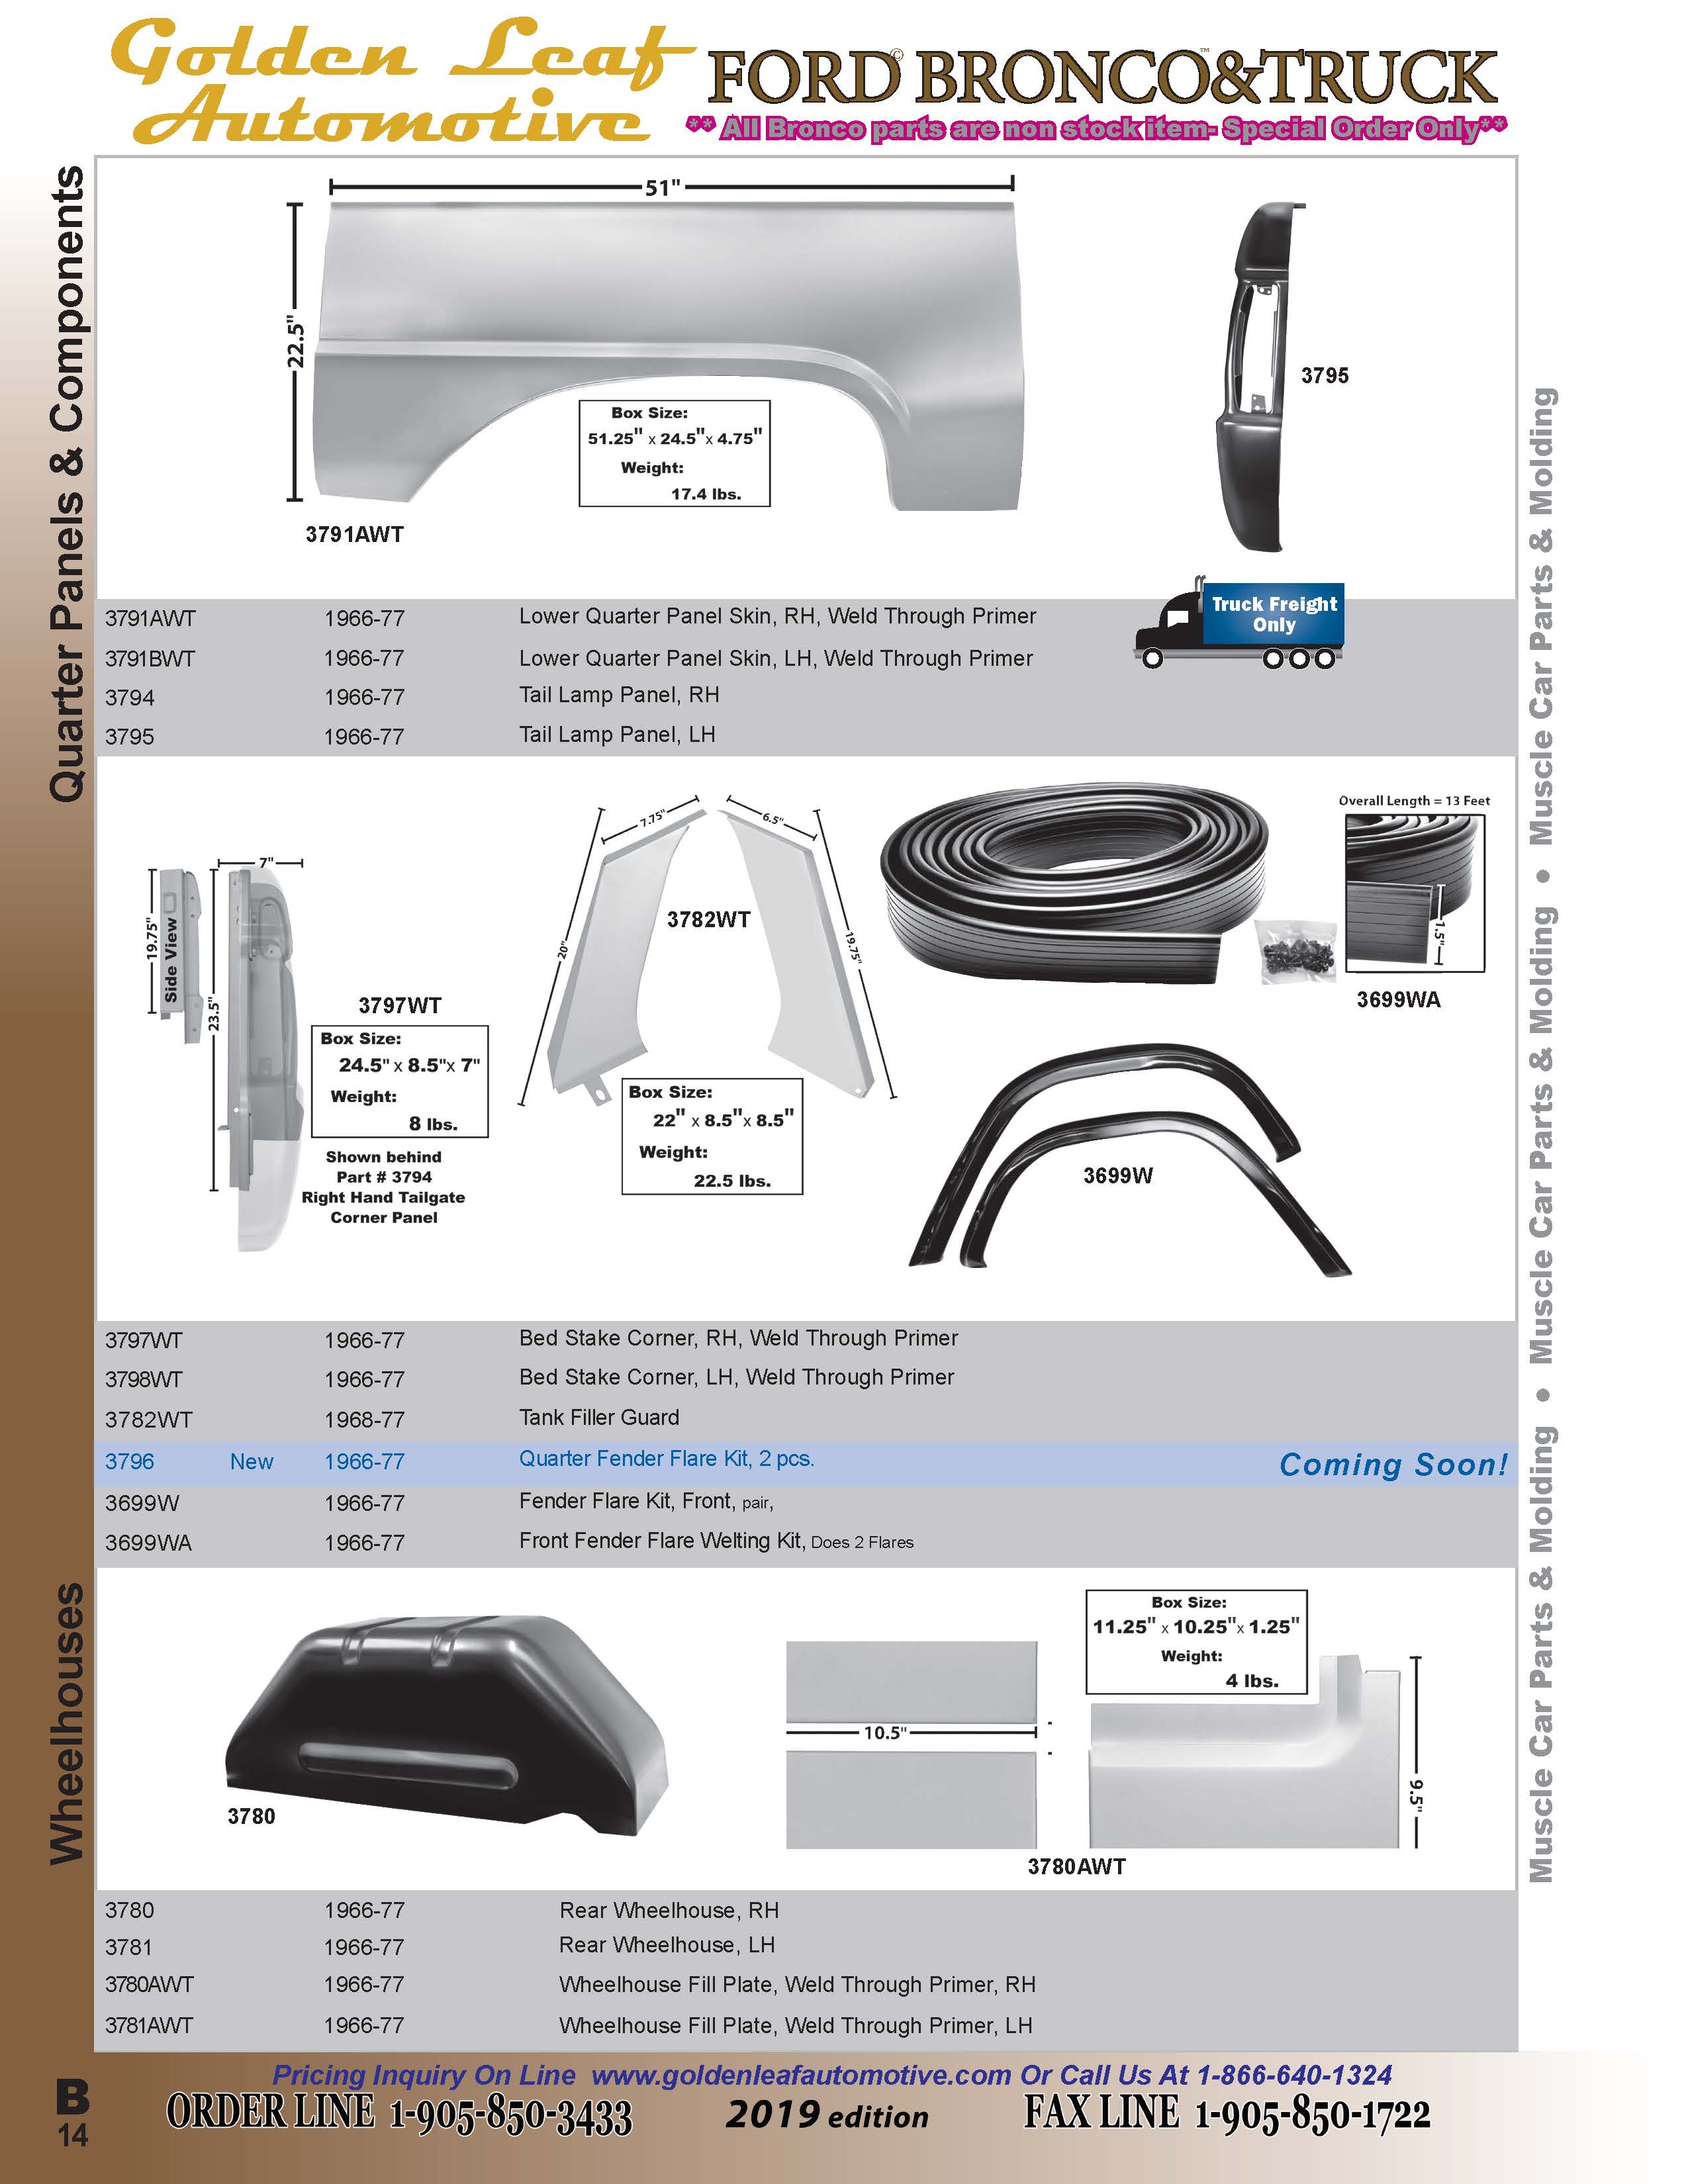 Golden Leaf
Automotive
FORD© BRONCO™&TRUCK
** All Bronco parts are non stock item- Special Order Only**
Quarter Panels & Components
51"
22.5"
Box Size:
51.25" x 24.5"x 4.75"
Weight:
17.4 lbs.
3791AWT
3795
Truck Freight
Only
3791AWT 1966-77 Lower Quarter Panel Skin, RH, Weld Through Primer
3791BWT 1966-77 Lower Quarter Panel Skin, LH, Weld Through Primer
3794 1966-77 Tail Lamp Panel, RH
3795 1966-77 Tail Lamp Panel, LH
19.75"
Side View
7"
23.5"
3797WT
Box Size:
24.5" x 8.5"x 7"
Weight:
8 lbs.
Shown behind
Part # 3794
Right Hand Tailgate
Corner Panel
7.75"
6.5"
20"
19.75"
3782WT
Box Size:
22" x 8.5"x 8.5"
Weight:
22.5 lbs.
Overall Length = 13 Feet
1.5"
3699WA
3699W
3797WT 1966-77 Bed Stake Corner, RH, Weld Through Primer
3798WT 1966-77 Bed Stake Corner, LH, Weld Through Primer
3782WT 1968-77 Tank Filler Guard
3796 New 1966-77 Quarter Fender Flare Kit, 2 pcs. Coming Soon!
3699W 1966-77 Fender Flare Kit, Front, pair,
3699WA 1966-77 Front Fender Flare Welting Kit, Does 2 Flares
Wheelhouses
3780
10.5"
Box Size:
11.25" x 10.25"x 1.25"
Weight:
4 lbs.
9.5"
3780AWT
3780 1966-77 Rear Wheelhouse, RH
3781 1966-77 Rear Wheelhouse, LH
3780AWT 1966-77 Wheelhouse Fill Plate, Weld Through Primer, RH
3781AWT 1966-77 Wheelhouse Fill Plate, Weld Through Primer, LH
Muscle Car Parts & Molding • Muscle Car Parts & Molding • Muscle Car Parts & Molding
Pricing Inquiry On Line www.goldenleafautomotive.com Or Call Us At 1-866-640-1324
B
14
ORDER LINE 1-905-850-3433 2019 edition FAX LINE 1-905-850-1722